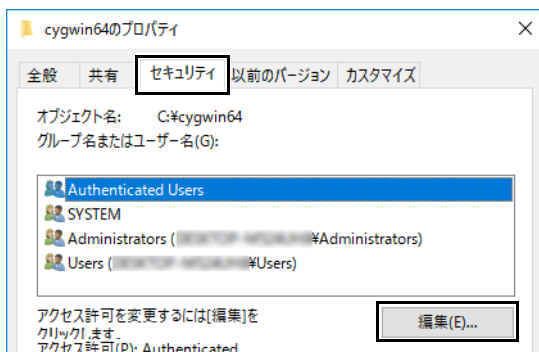 cygwin64のプロパティ
全般 共有 セキュリティ 以前のバージョン カスタマイズ
オブジェクト名: C:¥cygwin64
グループ名またはユーザー名(G):
Authenticated Users
SYSTEM
Administrators ( ¥Administrators)
Users ( ¥Users)
アクセス許可を変更するには[編集]を
クリックします。
編集(E)...
アクセス許可(P): Authenticated